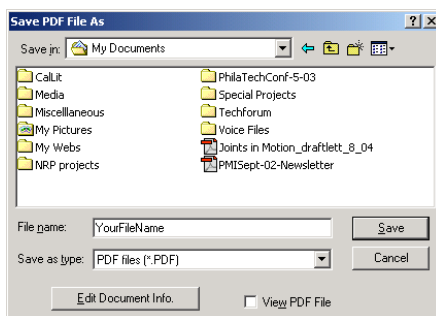 Save PDF File As
Save in: My Documents
CalLit
Media
Miscelllaneous
My Pictures
My Webs
NRP projects
PhilaTechConf-5-03
Special Projects
Techforum
Voice Files
Joints in Motion_draftlett_8_04
PMISept-02-Newsletter
File name: YourFileName Save
Save as type: PDF files (*.PDF) Cancel
Edit Document Info. View PDF File